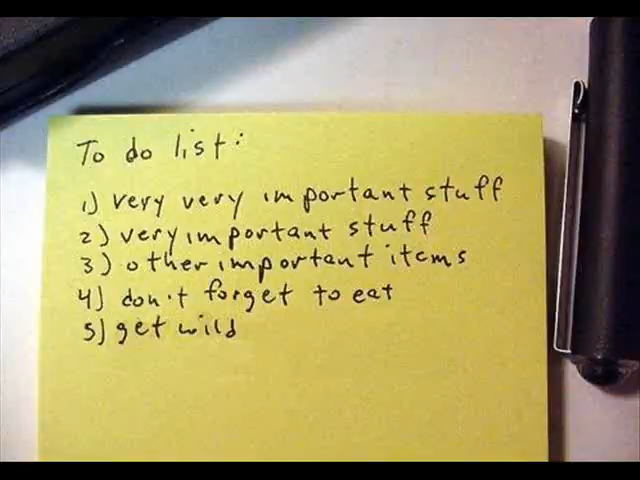 To do list:
1) very very important stuff
2) very important stuff
3) other important items
4) don't forget to eat
5) get wild